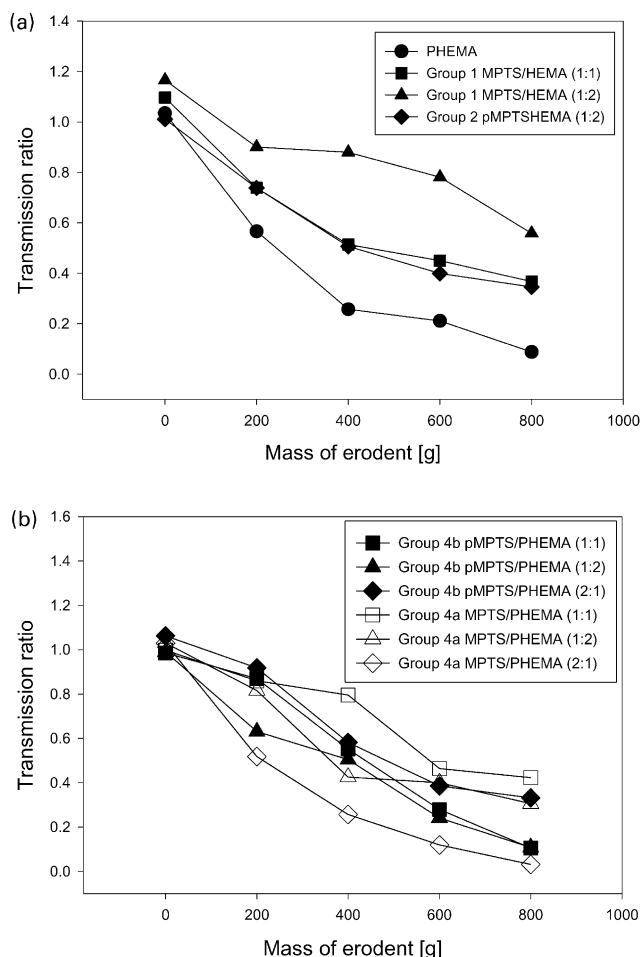 (a)
1.4
1.2
1.0
0.8
0.6
0.4
0.2
0.0
Transmission ratio
PHEMA
Group 1 MPTS/HEMA (1:1)
Group 1 MPTS/HEMA (1:2)
Group 2 pMPTSHEMA (1:2)
0 200 400 600 800 1000
Mass of erodent [g]
(b)
1.6
1.4
1.2
1.0
0.8
0.6
0.4
0.2
0.0
Transmission ratio
Group 4b pMPTS/PHEMA (1:1)
Group 4b pMPTS/PHEMA (1:2)
Group 4b pMPTS/PHEMA (2:1)
Group 4a MPTS/PHEMA (1:1)
Group 4a MPTS/PHEMA (1:2)
Group 4a MPTS/PHEMA (2:1)
0 200 400 600 800 1000
Mass of erodent [g]